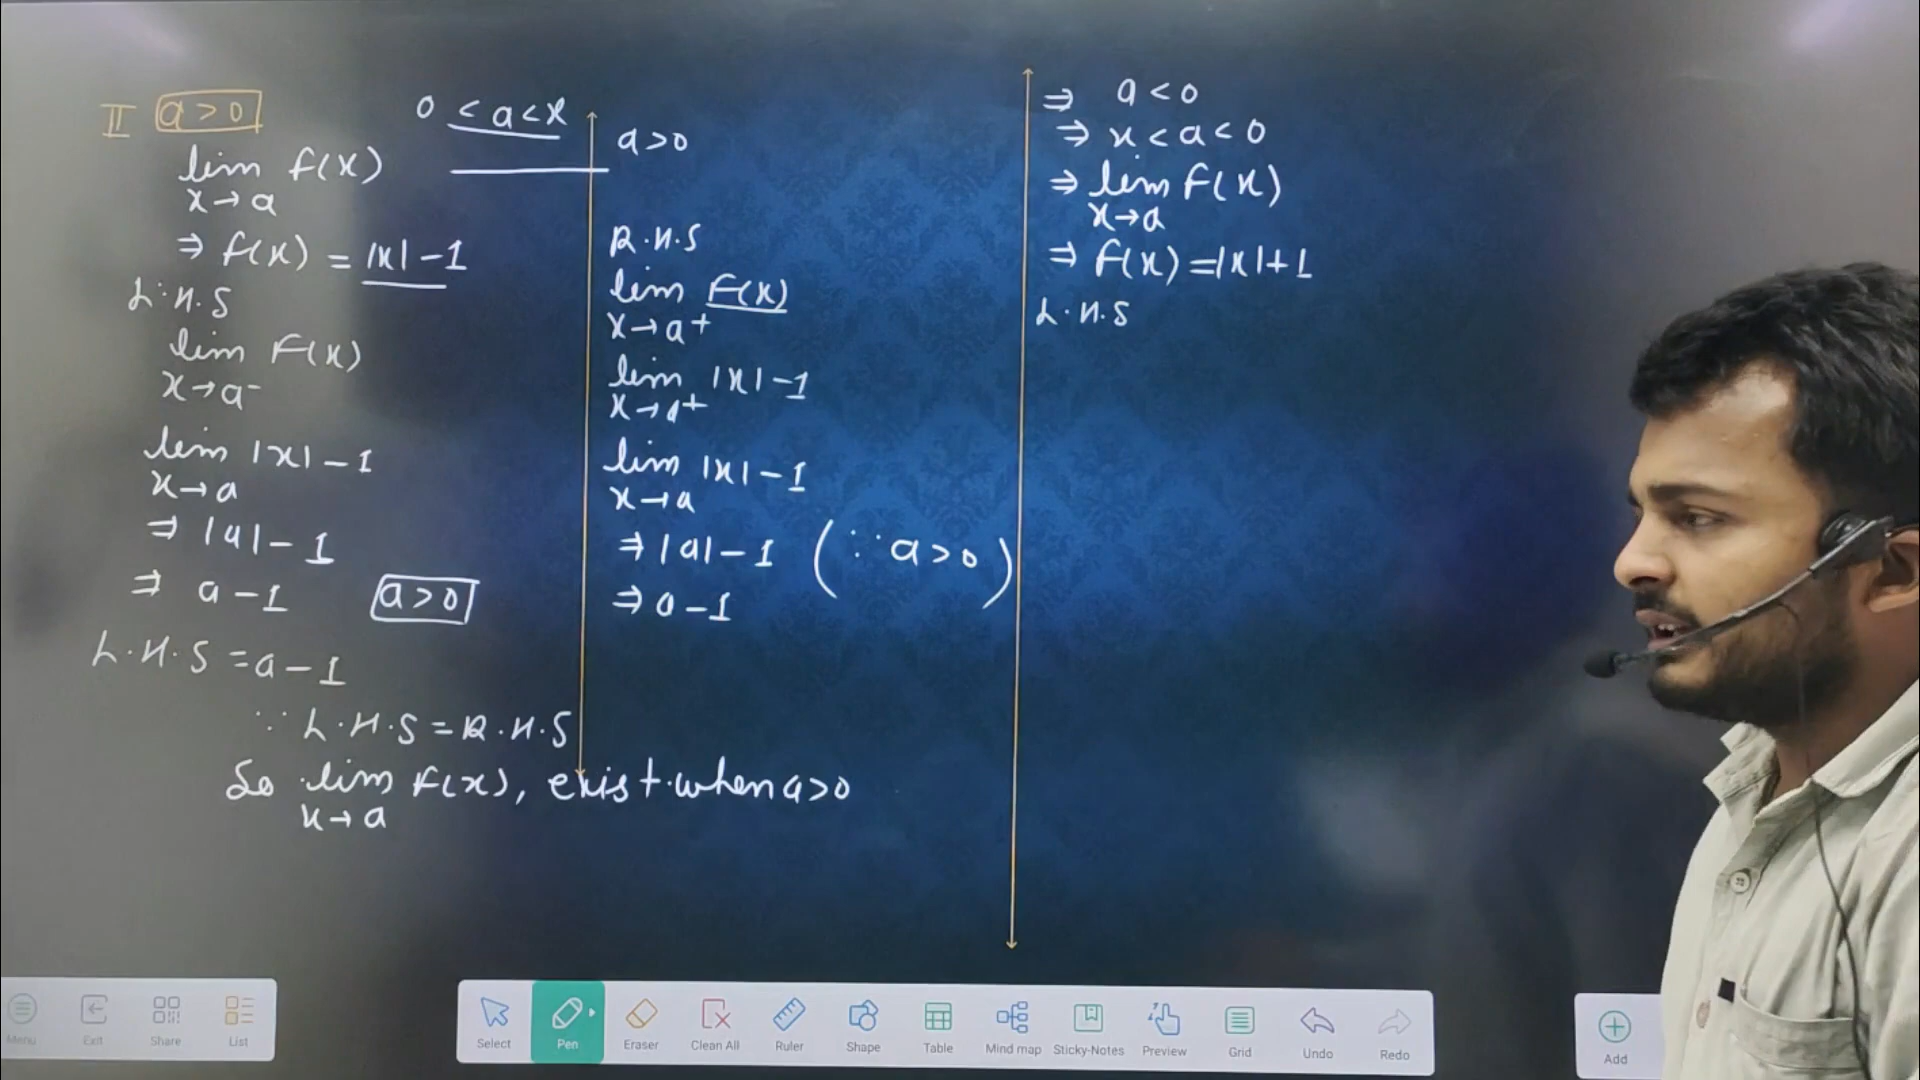 II a>0
0 < a < x
lim f(x)
x→a
⇒ f(x) = |x| - 1
L.H.S
lim f(x)
x→a-
lim |x| - 1
x→a
⇒ |a| - 1
⇒ a - 1 a>0
L.H.S = a - 1
∵ L.H.S = R.H.S
So lim f(x), exist when a>0
x→a
a>0
R.H.S
lim f(x)
x→a+
lim |x| - 1
x→a+
lim |x| - 1
x→a
⇒ |a| - 1 (∵ a>0)
⇒ a - 1
⇒ a<0
⇒ x < a < 0
⇒ lim f(x)
x→a
⇒ f(x) = |x| + 1
L.H.S
Menu Exit Share List
Select Pen Eraser Clean All Ruler Shape Table Mind map Sticky-Notes Preview Grid Undo Redo
Add